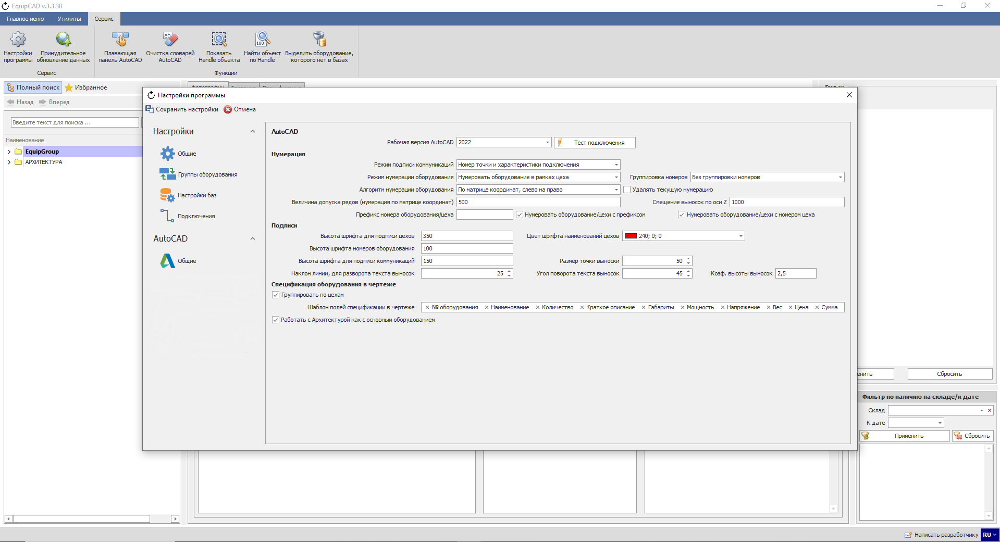 EquipCAD v.3.3.38
Главное меню Утилиты Сервис
Настройки программы
Принудительное обновление данных
Плавающая панель AutoCAD
Очистка словарей AutoCAD
Показать Handle объекта
Найти объект по Handle
Выделить оборудование, которого нет в базах
Сервис
Функции
Полный поиск Избранное
Назад Вперед
Введите текст для поиска ...
Наименование
EquipGroup
АРХИТЕКТУРА
Настройки программы
Сохранить настройки Отмена
Настройки
Общие
Группы оборудования
Настройки баз
Подключения
AutoCAD
Общие
AutoCAD
Рабочая версия AutoCAD 2022 Тест подключения
Нумерация
Режим подписи коммуникаций Номер точки и характеристики подключения
Режим нумерации оборудования Нумеровать оборудование в рамках цеха Группировка номеров Без группировки номеров
Алгоритм нумерации оборудования По матрице координат, слево на право Удалять текущую нумерацию
Величина допуска рядов (нумерация по матрице координат) 500 Смещение выносок по оси Z 1000
Префикс номера оборудования/цеха Нумеровать оборудование/цехи с префиксом Нумеровать оборудование/цехи с номером цеха
Подписи
Высота шрифта для подписи цехов 350 Цвет шрифта наименований цехов 240; 0; 0
Высота шрифта номеров оборудования 100
Высота шрифта для подписи коммуникаций 150 Размер точки выноски 50
Наклон линии, для разворота текста выносок 25 Угол поворота текста выносок 45 Коэф. высоты выносок 2,5
Спецификация оборудования в чертеже
Группировать по цехам
Шаблон полей спецификации в чертеже № оборудования Наименование Количество Краткое описание Габариты Мощность Напряжение Вес Цена Сумма
Работать с Архитектурой как с основным оборудованием
Сбросить
Фильтр по наличию на складе/к дате
Склад
К дате
Применить Сбросить
Написать разработчику RU